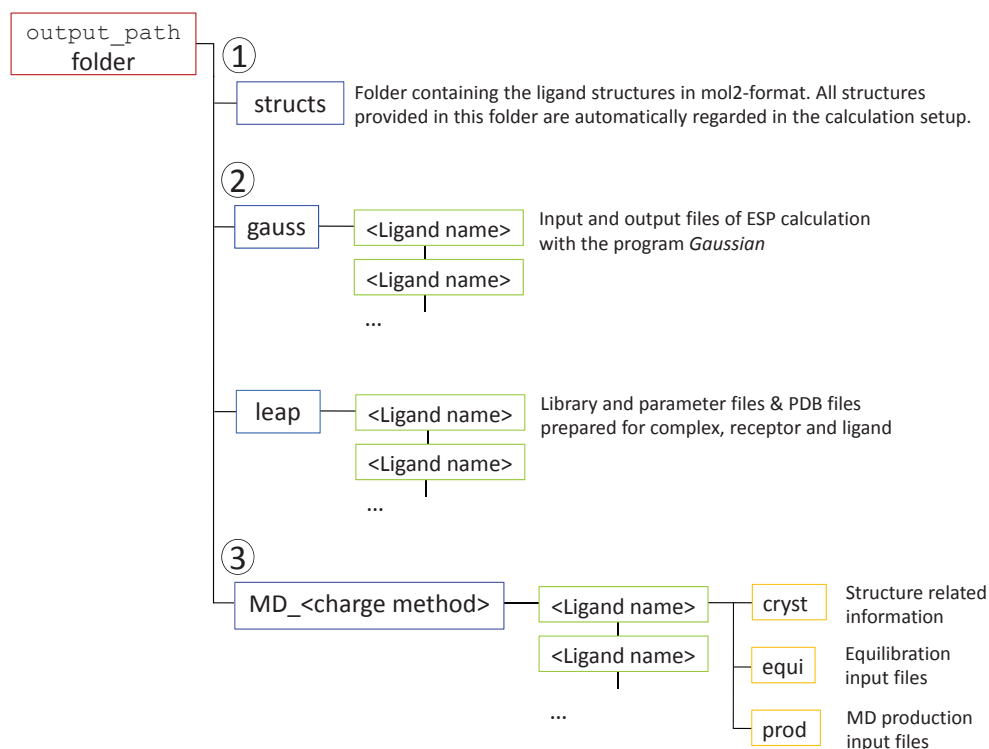 output_path
folder
1
structs
Folder containing the ligand structures in mol2-format. All structures
provided in this folder are automatically regarded in the calculation setup.
2
gauss
<Ligand name>
<Ligand name>
...
Input and output files of ESP calculation
with the program Gaussian
leap
<Ligand name>
<Ligand name>
...
Library and parameter files & PDB files
prepared for complex, receptor and ligand
3
MD_<charge method>
<Ligand name>
<Ligand name>
...
cryst
Structure related
information
equi
Equilibration
input files
prod
MD production
input files